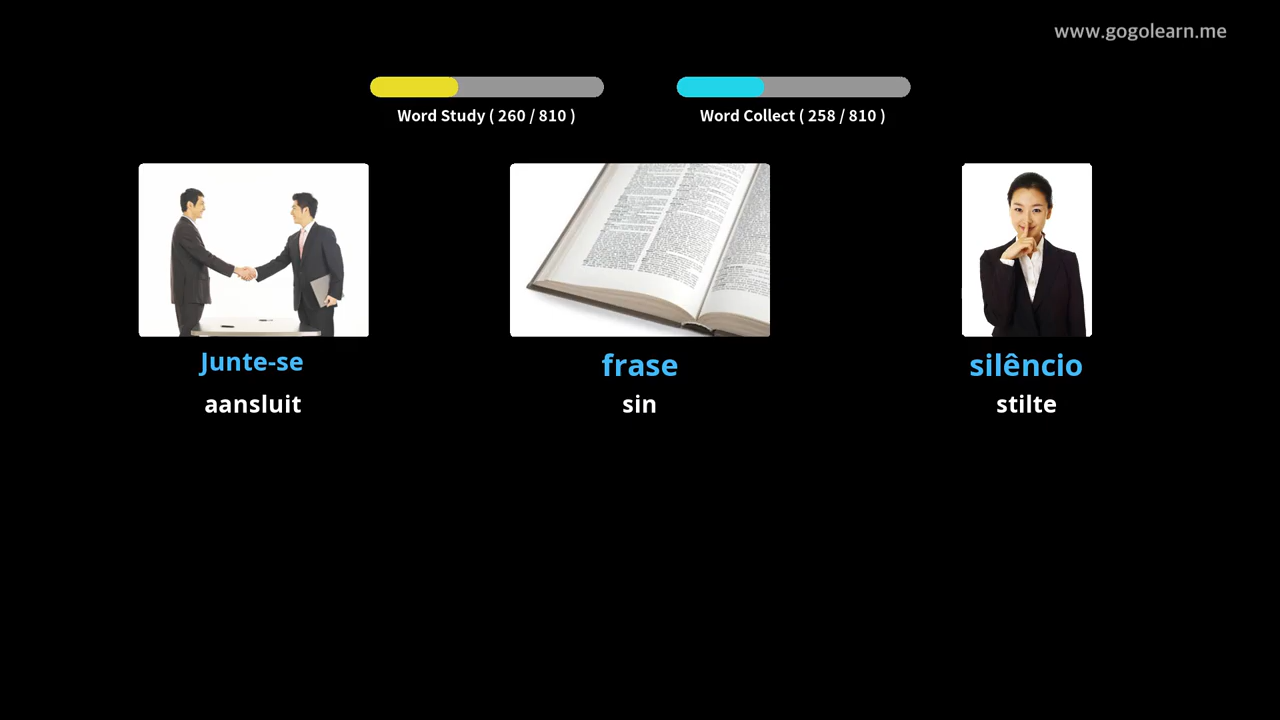 www.gogolearn.me
Word Study ( 260 / 810 )
Word Collect ( 258 / 810 )
Junte-se
aansluit
frase
sin
silêncio
stilte